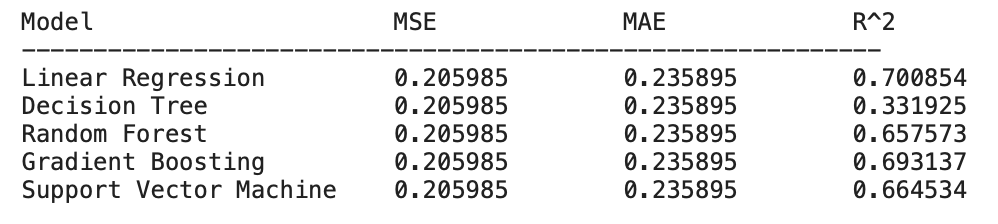 Model MSE MAE R^2
------------------------------------------------------------
Linear Regression 0.205985 0.235895 0.700854
Decision Tree 0.205985 0.235895 0.331925
Random Forest 0.205985 0.235895 0.657573
Gradient Boosting 0.205985 0.235895 0.693137
Support Vector Machine 0.205985 0.235895 0.664534